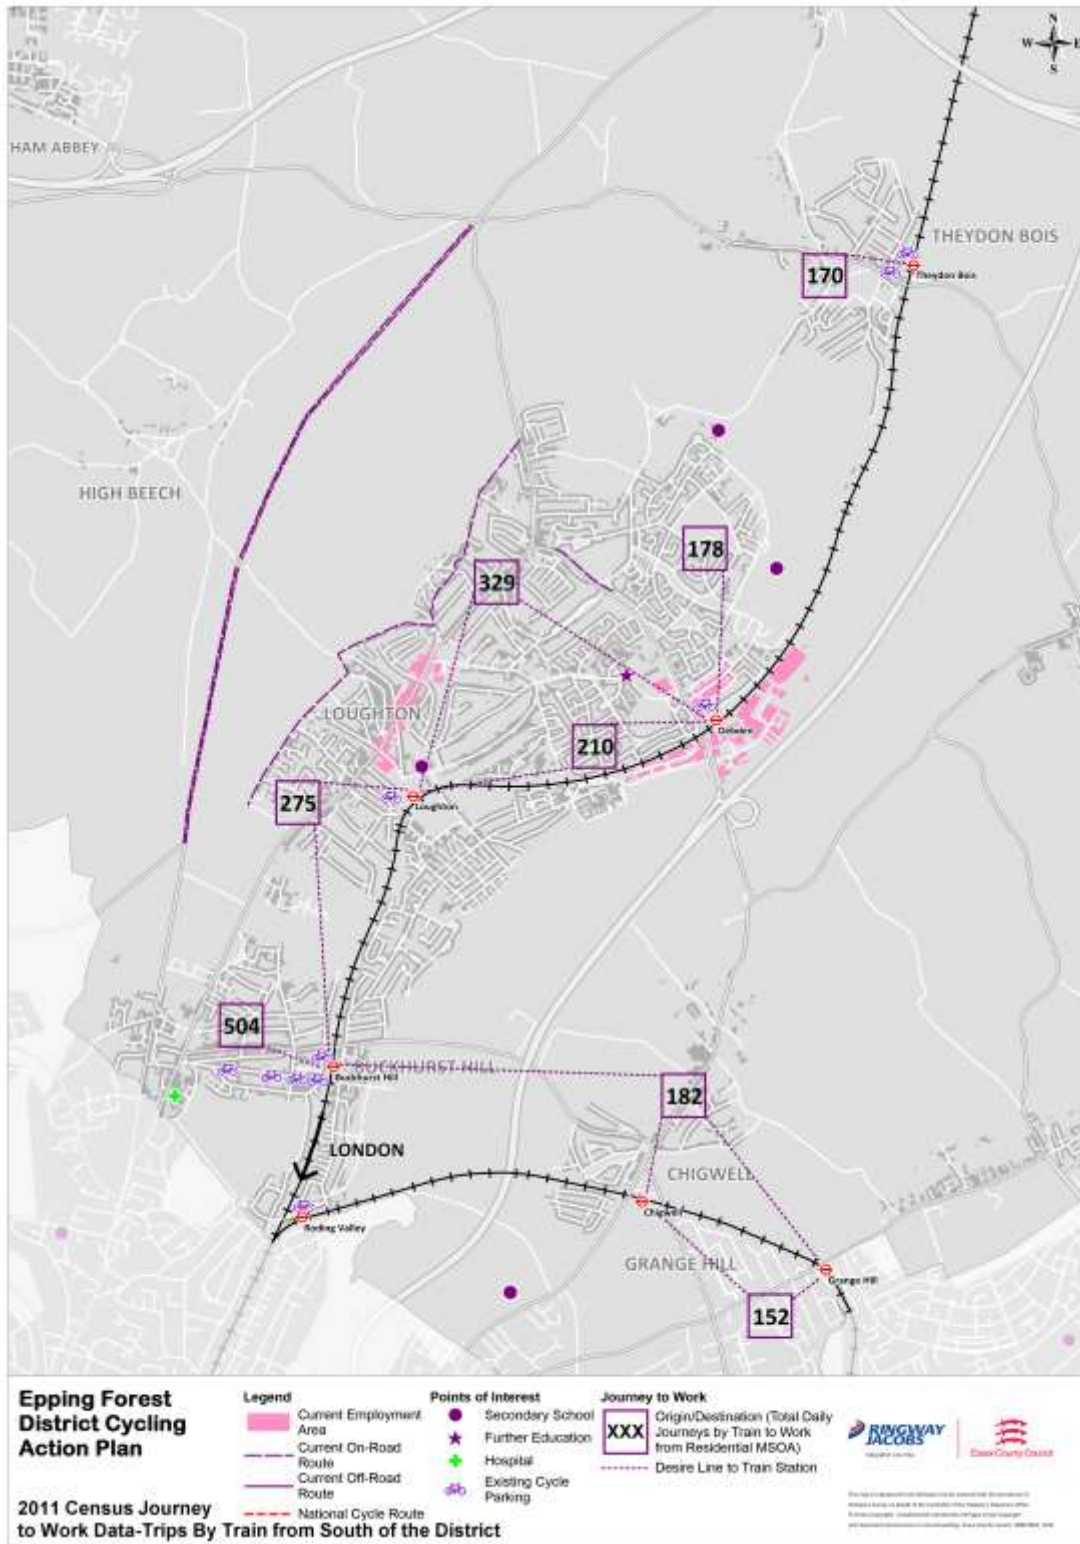 N
W E
S
HAM ABBEY
THEYDON BOIS
170
Theydon Bois
HIGH BEECH
178
329
LOUGHTON
210
Debden
275
Loughton
504
BUCKHURST HILL
Buckhurst Hill
182
LONDON
CHIGWELL
Chigwell
Roding Valley
GRANGE HILL
Grange Hill
152
Epping Forest
District Cycling
Action Plan
2011 Census Journey
to Work Data-Trips By Train from South of the District
Legend
Current Employment
Area
Current On-Road
Route
Current Off-Road
Route
National Cycle Route
Points of Interest
Secondary School
Further Education
Hospital
Existing Cycle
Parking
Journey to Work
XXX
Origin/Destination (Total Daily
Journeys by Train to Work
from Residential MSOA)
Desire Line to Train Station
RINGWAY
JACOBS
Essex County Council